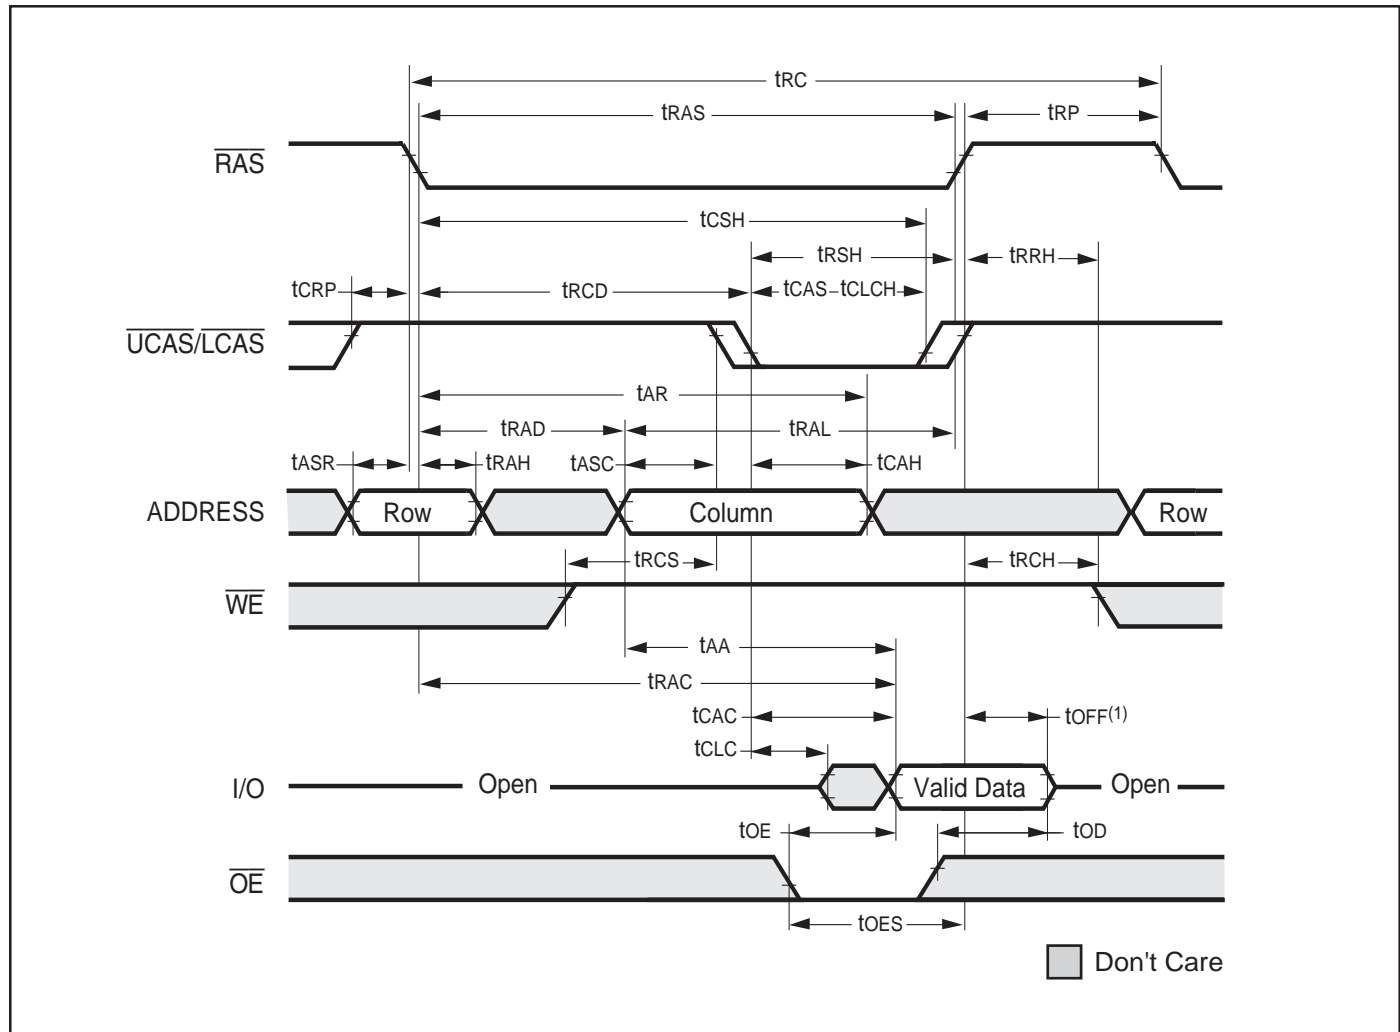 tRC
tRAS tRP
RAS
tCSH
tRSH tRRH
tCRP tRCD tCAS tCLCH
UCAS/LCAS
tAR
tRAD tRAL
tASR tRAH tASC tCAH
ADDRESS Row Column Row
tRCS tRCH
WE
tAA
tRAC
tCAC tOFF(1)
tCLC
I/O Open Valid Data Open
tOE tOD
OE
tOES
Don't Care